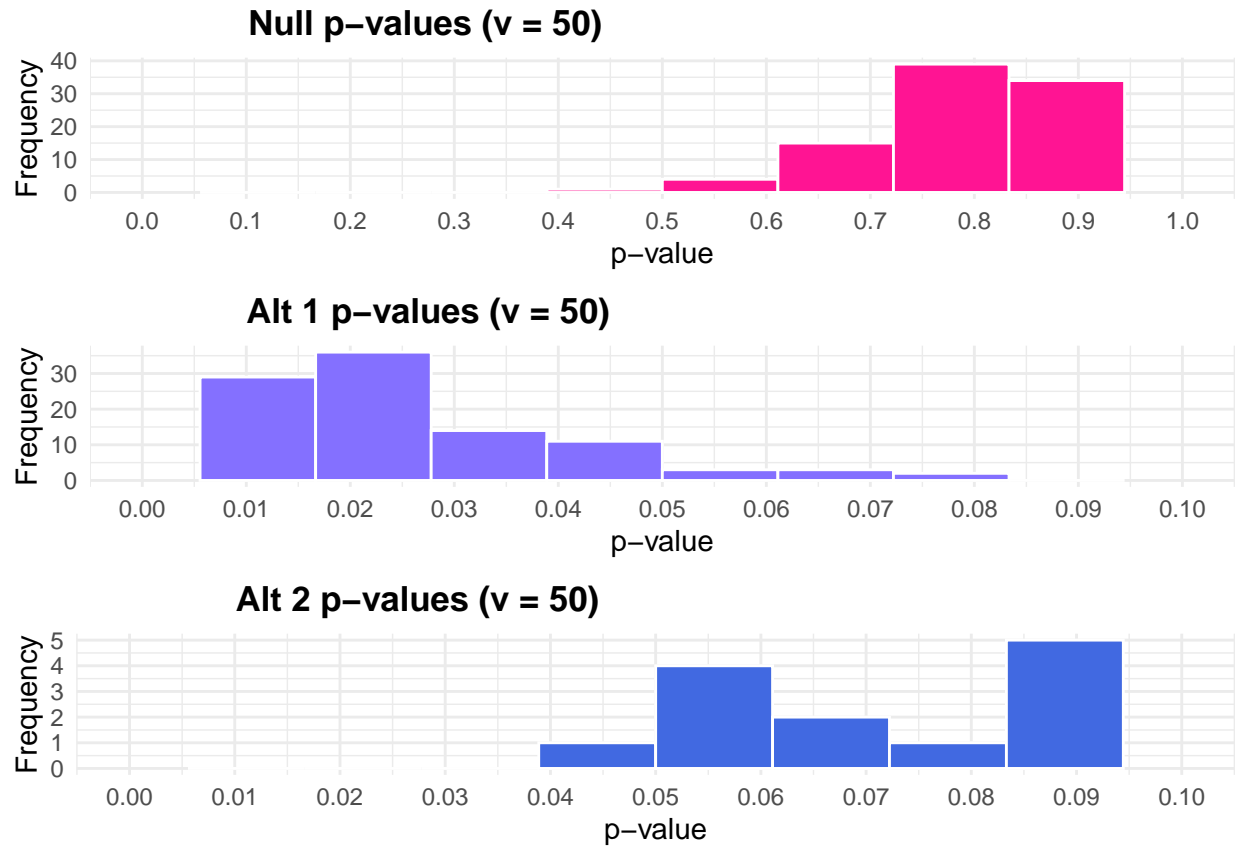 Null p−values (v = 50)
Frequency
40
30
20
10
0
0.0 0.1 0.2 0.3 0.4 0.5 0.6 0.7 0.8 0.9 1.0
p−value
Alt 1 p−values (v = 50)
Frequency
30
20
10
0
0.00 0.01 0.02 0.03 0.04 0.05 0.06 0.07 0.08 0.09 0.10
p−value
Alt 2 p−values (v = 50)
Frequency
5
4
3
2
1
0
0.00 0.01 0.02 0.03 0.04 0.05 0.06 0.07 0.08 0.09 0.10
p−value